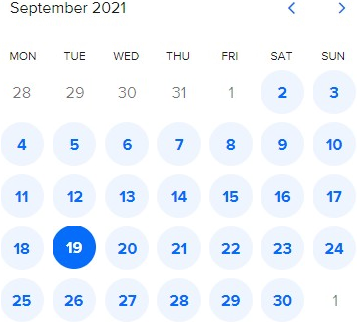 September 2021
MON TUE WED THU FRI SAT SUN
28 29 30 31 1 2 3
4 5 6 7 8 9 10
11 12 13 14 15 16 17
18 19 20 21 22 23 24
25 26 27 28 29 30 1